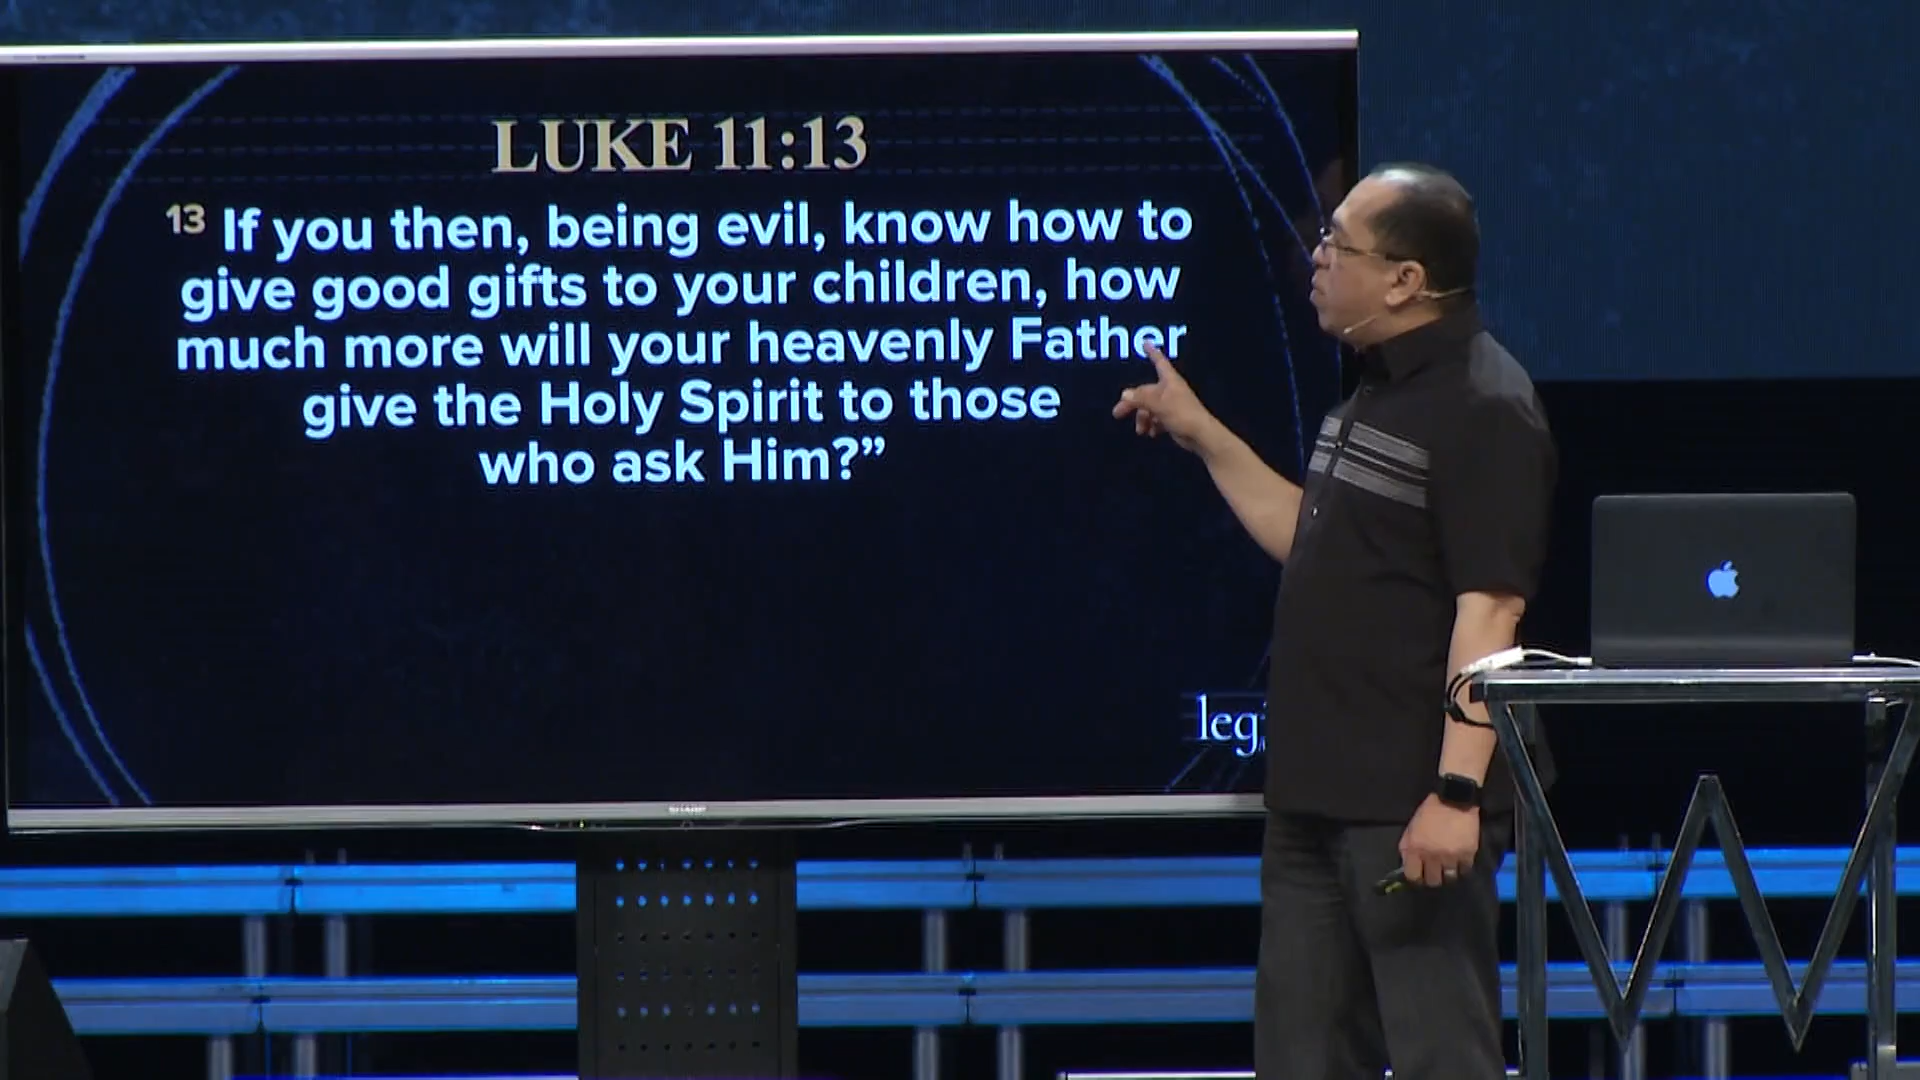 LUKE 11:13
13 If you then, being evil, know how to
give good gifts to your children, how
much more will your heavenly Father
give the Holy Spirit to those
who ask Him?”
leg
SHARP